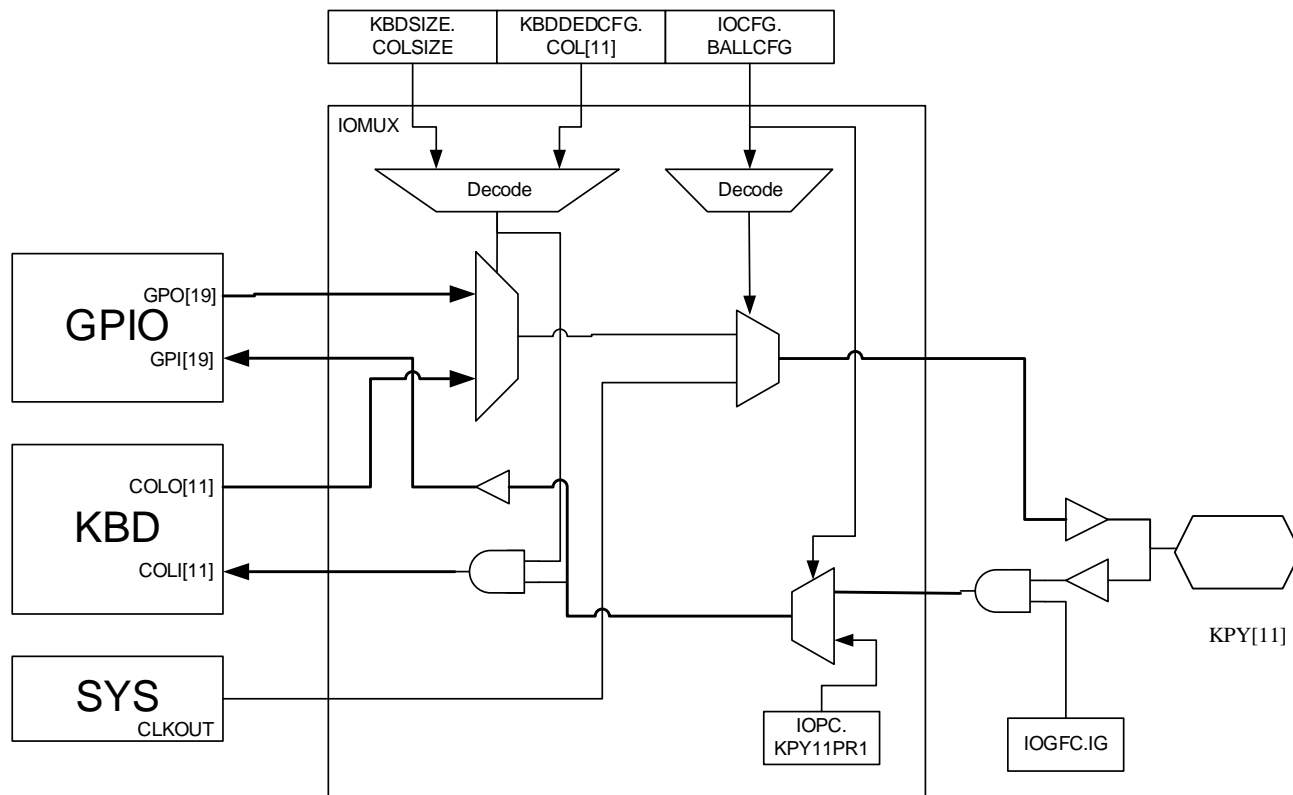 KBDSIZE.
COLSIZE
KBDDEDCFG.
COL[11]
IOCFG.
BALLCFG
IOMUX
Decode
Decode
GPO[19]
GPIO
GPI[19]
COLO[11]
KBD
COLI[11]
KPY[11]
SYS
CLKOUT
IOPC.
KPY11PR1
IOGFC.IG